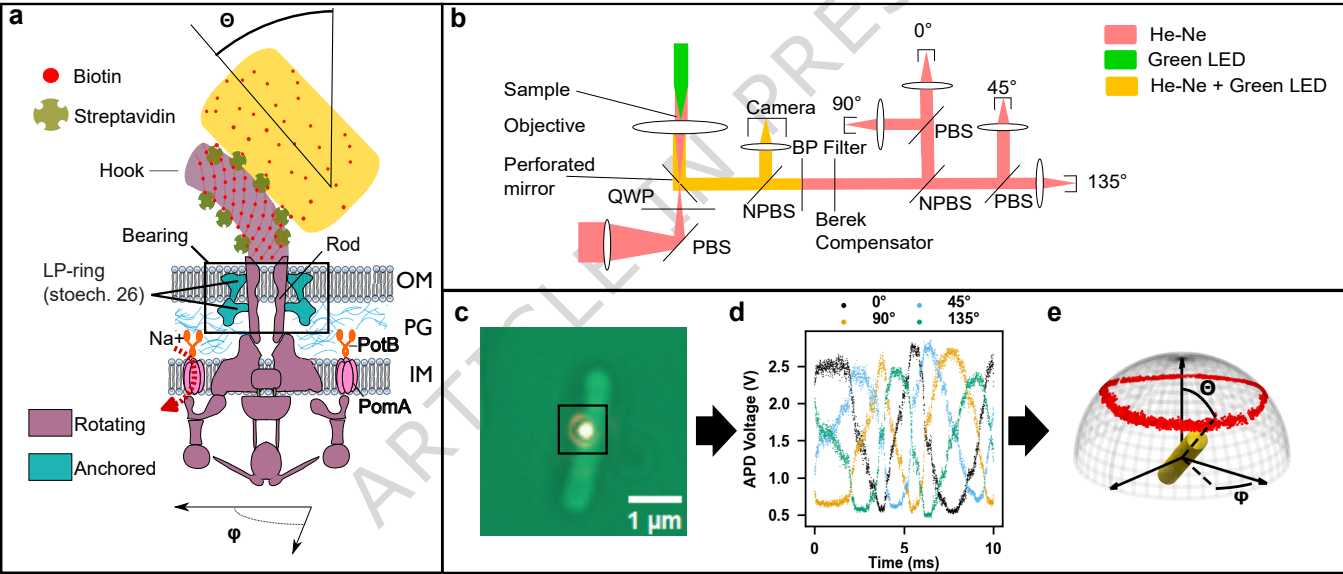 a
Θ
Biotin
Streptavidin
Hook
Bearing
Rod
LP-ring
(stoech. 26)
OM
PG
Na+
PotB
IM
PomA
Rotating
Anchored
φ
b
He-Ne
Green LED
He-Ne + Green LED
0°
Sample
Camera
90°
45°
Objective
PBS
BP Filter
Perforated
mirror
135°
QWP
NPBS
NPBS
PBS
Berek
Compensator
PBS
c
1 µm
d
0°
45°
90°
135°
APD Voltage (V)
2.5
2.0
1.5
1.0
0.5
0
5
10
Time (ms)
e
Θ
φ
ARTICLE IN PRES